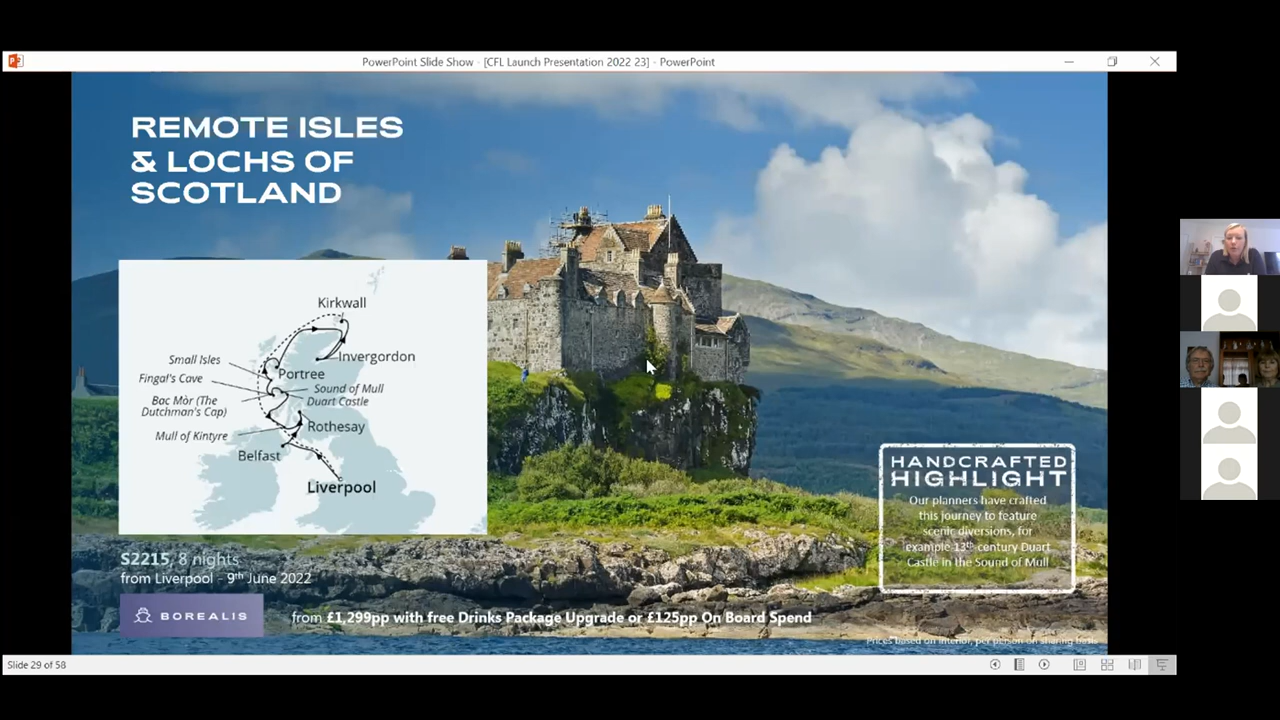 PowerPoint Slide Show - [CFL Launch Presentation 2022 23] - PowerPoint
REMOTE ISLES
& LOCHS OF
SCOTLAND
Kirkwall
Invergordon
Small Isles
Portree
Fingal's Cave
Sound of Mull
Duart Castle
Bac Mòr (The
Dutchman's Cap)
Rothesay
Mull of Kintyre
Belfast
Liverpool
HANDCRAFTED
HIGHLIGHT
Our planners have crafted
this journey to feature
scenic diversions, for
example 13th-century Duart
Castle in the Sound of Mull
S2215, 8 nights
from Liverpool - 9th June 2022
BOREALIS
from £1,299pp with free Drinks Package Upgrade or £125pp On Board Spend
Prices based on interior, per person on sharing basis
Slide 29 of 58